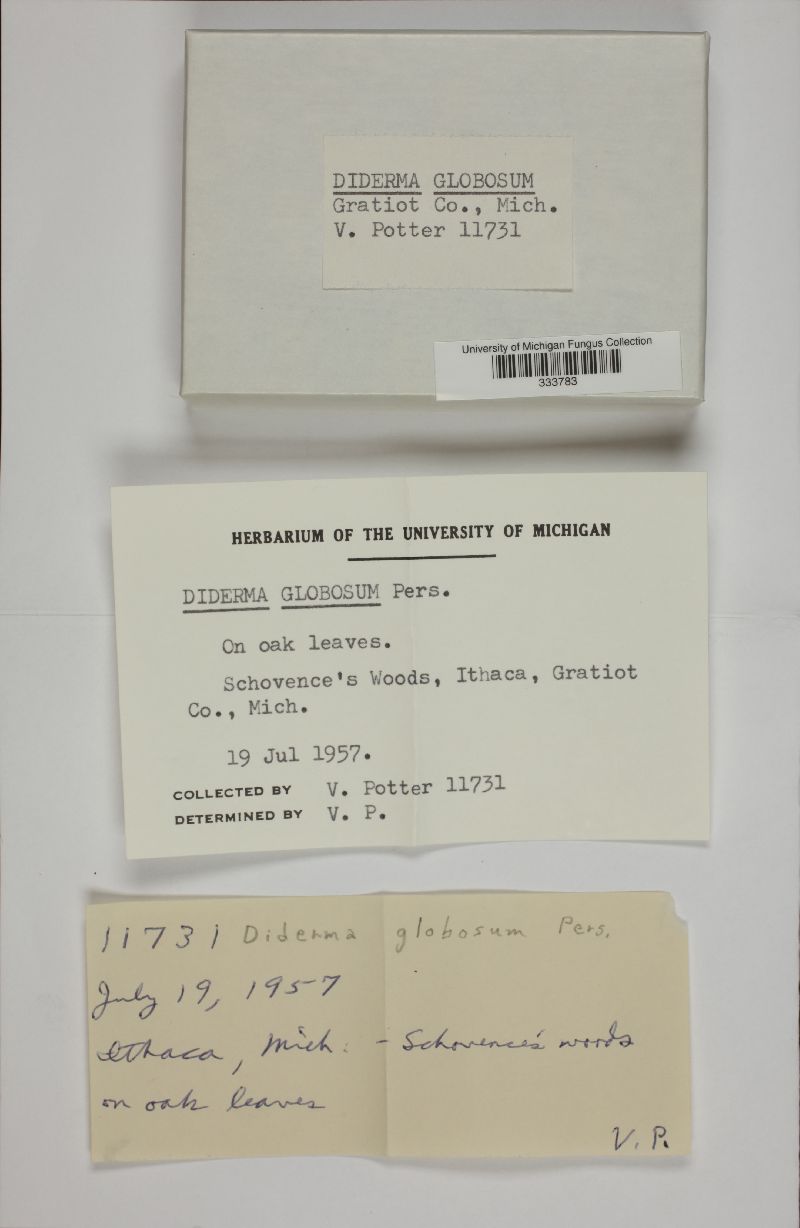 DIDERMA GLOBOSUM
Gratiot Co., Mich.
V. Potter 11731
University of Michigan Fungus Collection
333783
HERBARIUM OF THE UNIVERSITY OF MICHIGAN
DIDERMA GLOBOSUM Pers.
On oak leaves.
Schovence's Woods, Ithaca, Gratiot
Co., Mich.
19 Jul 1957.
COLLECTED BY V. Potter 11731
DETERMINED BY V. P.
11731 Diderma globosum Pers.
July 19, 1957
Ithaca, Mich. - Schovence's woods
on oak leaves
V. P.